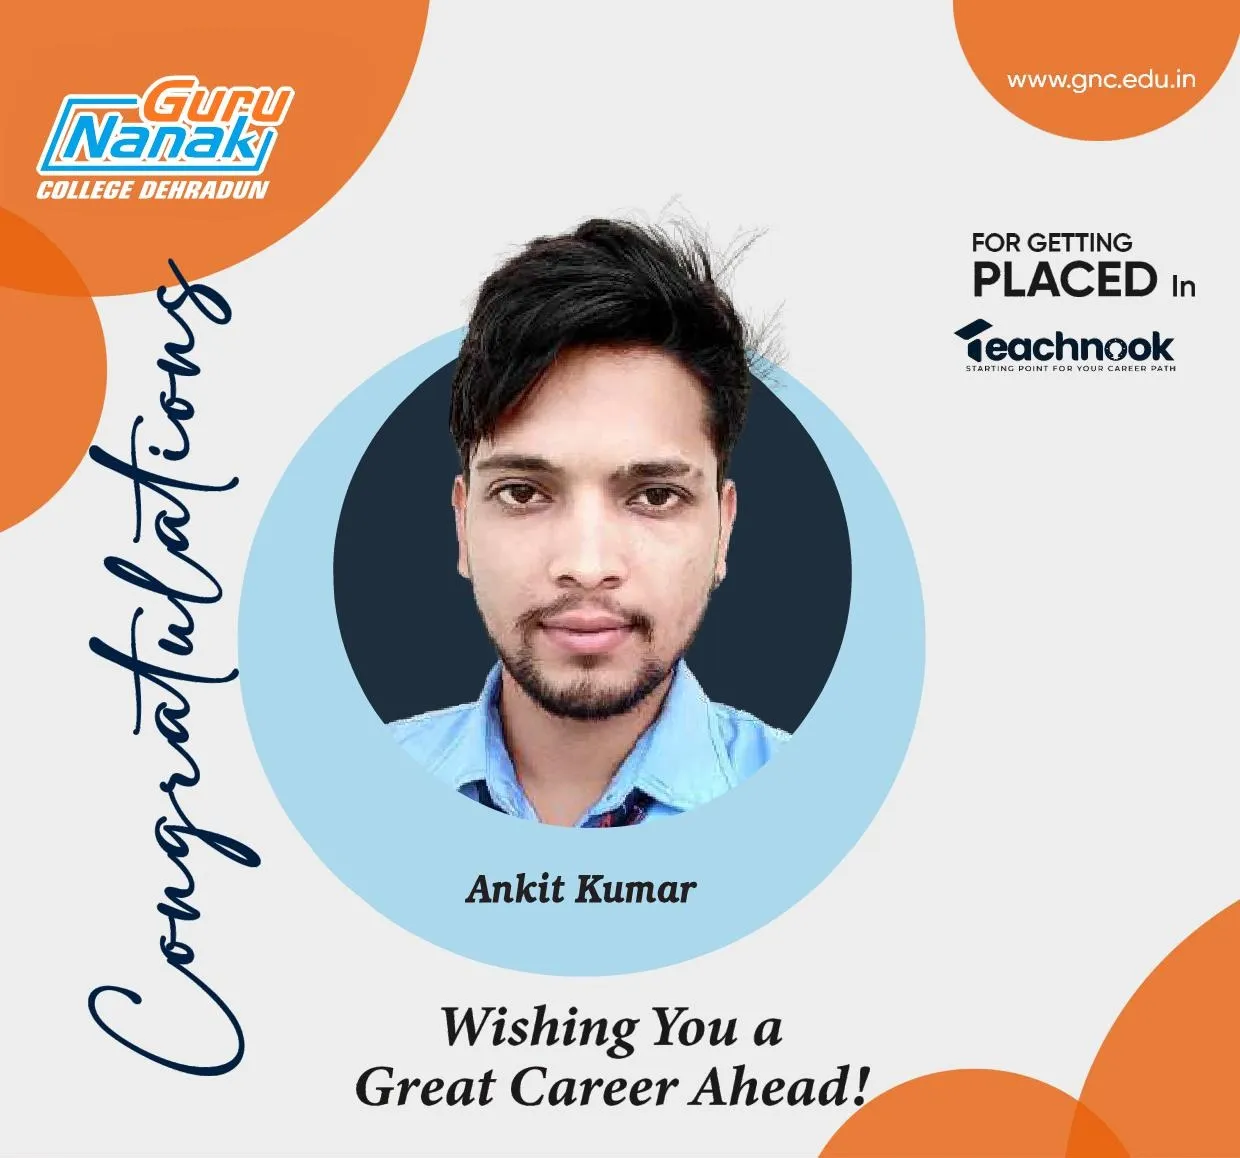 Guru
Nanak
COLLEGE DEHRADUN
www.gnc.edu.in
Congratulations
FOR GETTING
PLACED In
Teachnook
STARTING POINT FOR YOUR CAREER PATH
Ankit Kumar
Wishing You a
Great Career Ahead!